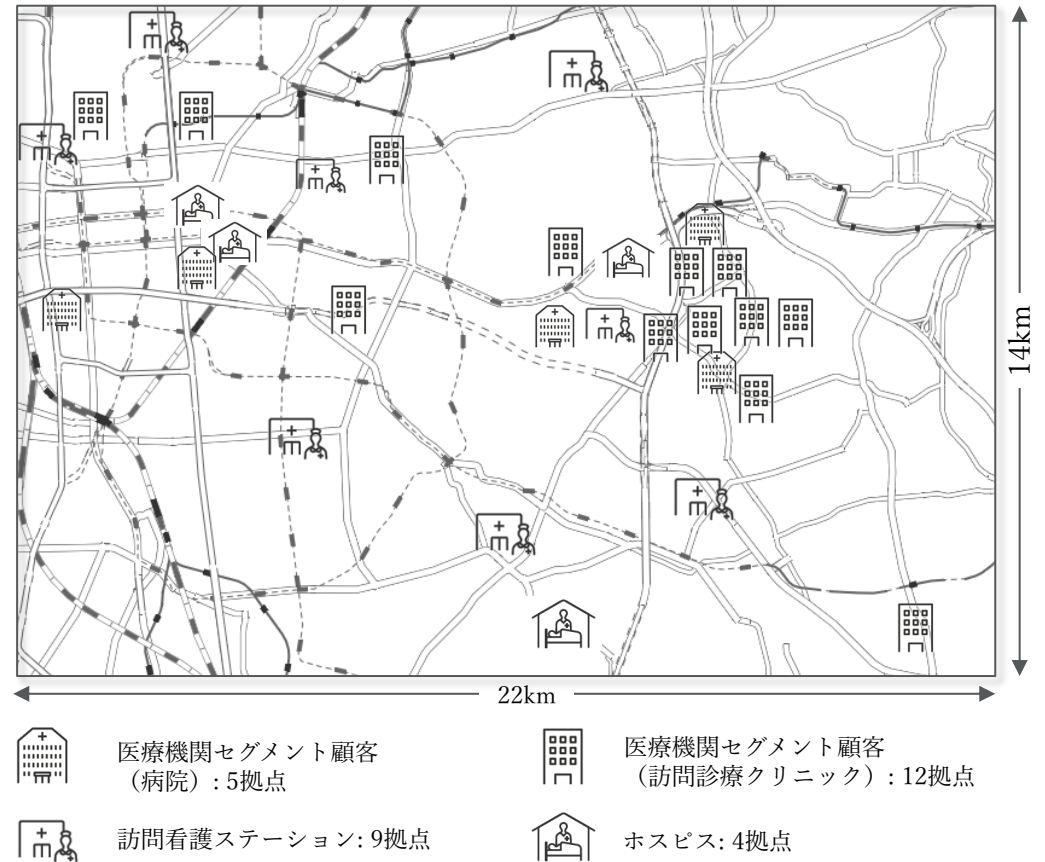 14km
22km
医療機関セグメント顧客
（病院）: 5拠点
医療機関セグメント顧客
（訪問診療クリニック）: 12拠点
訪問看護ステーション: 9拠点
ホスピス: 4拠点